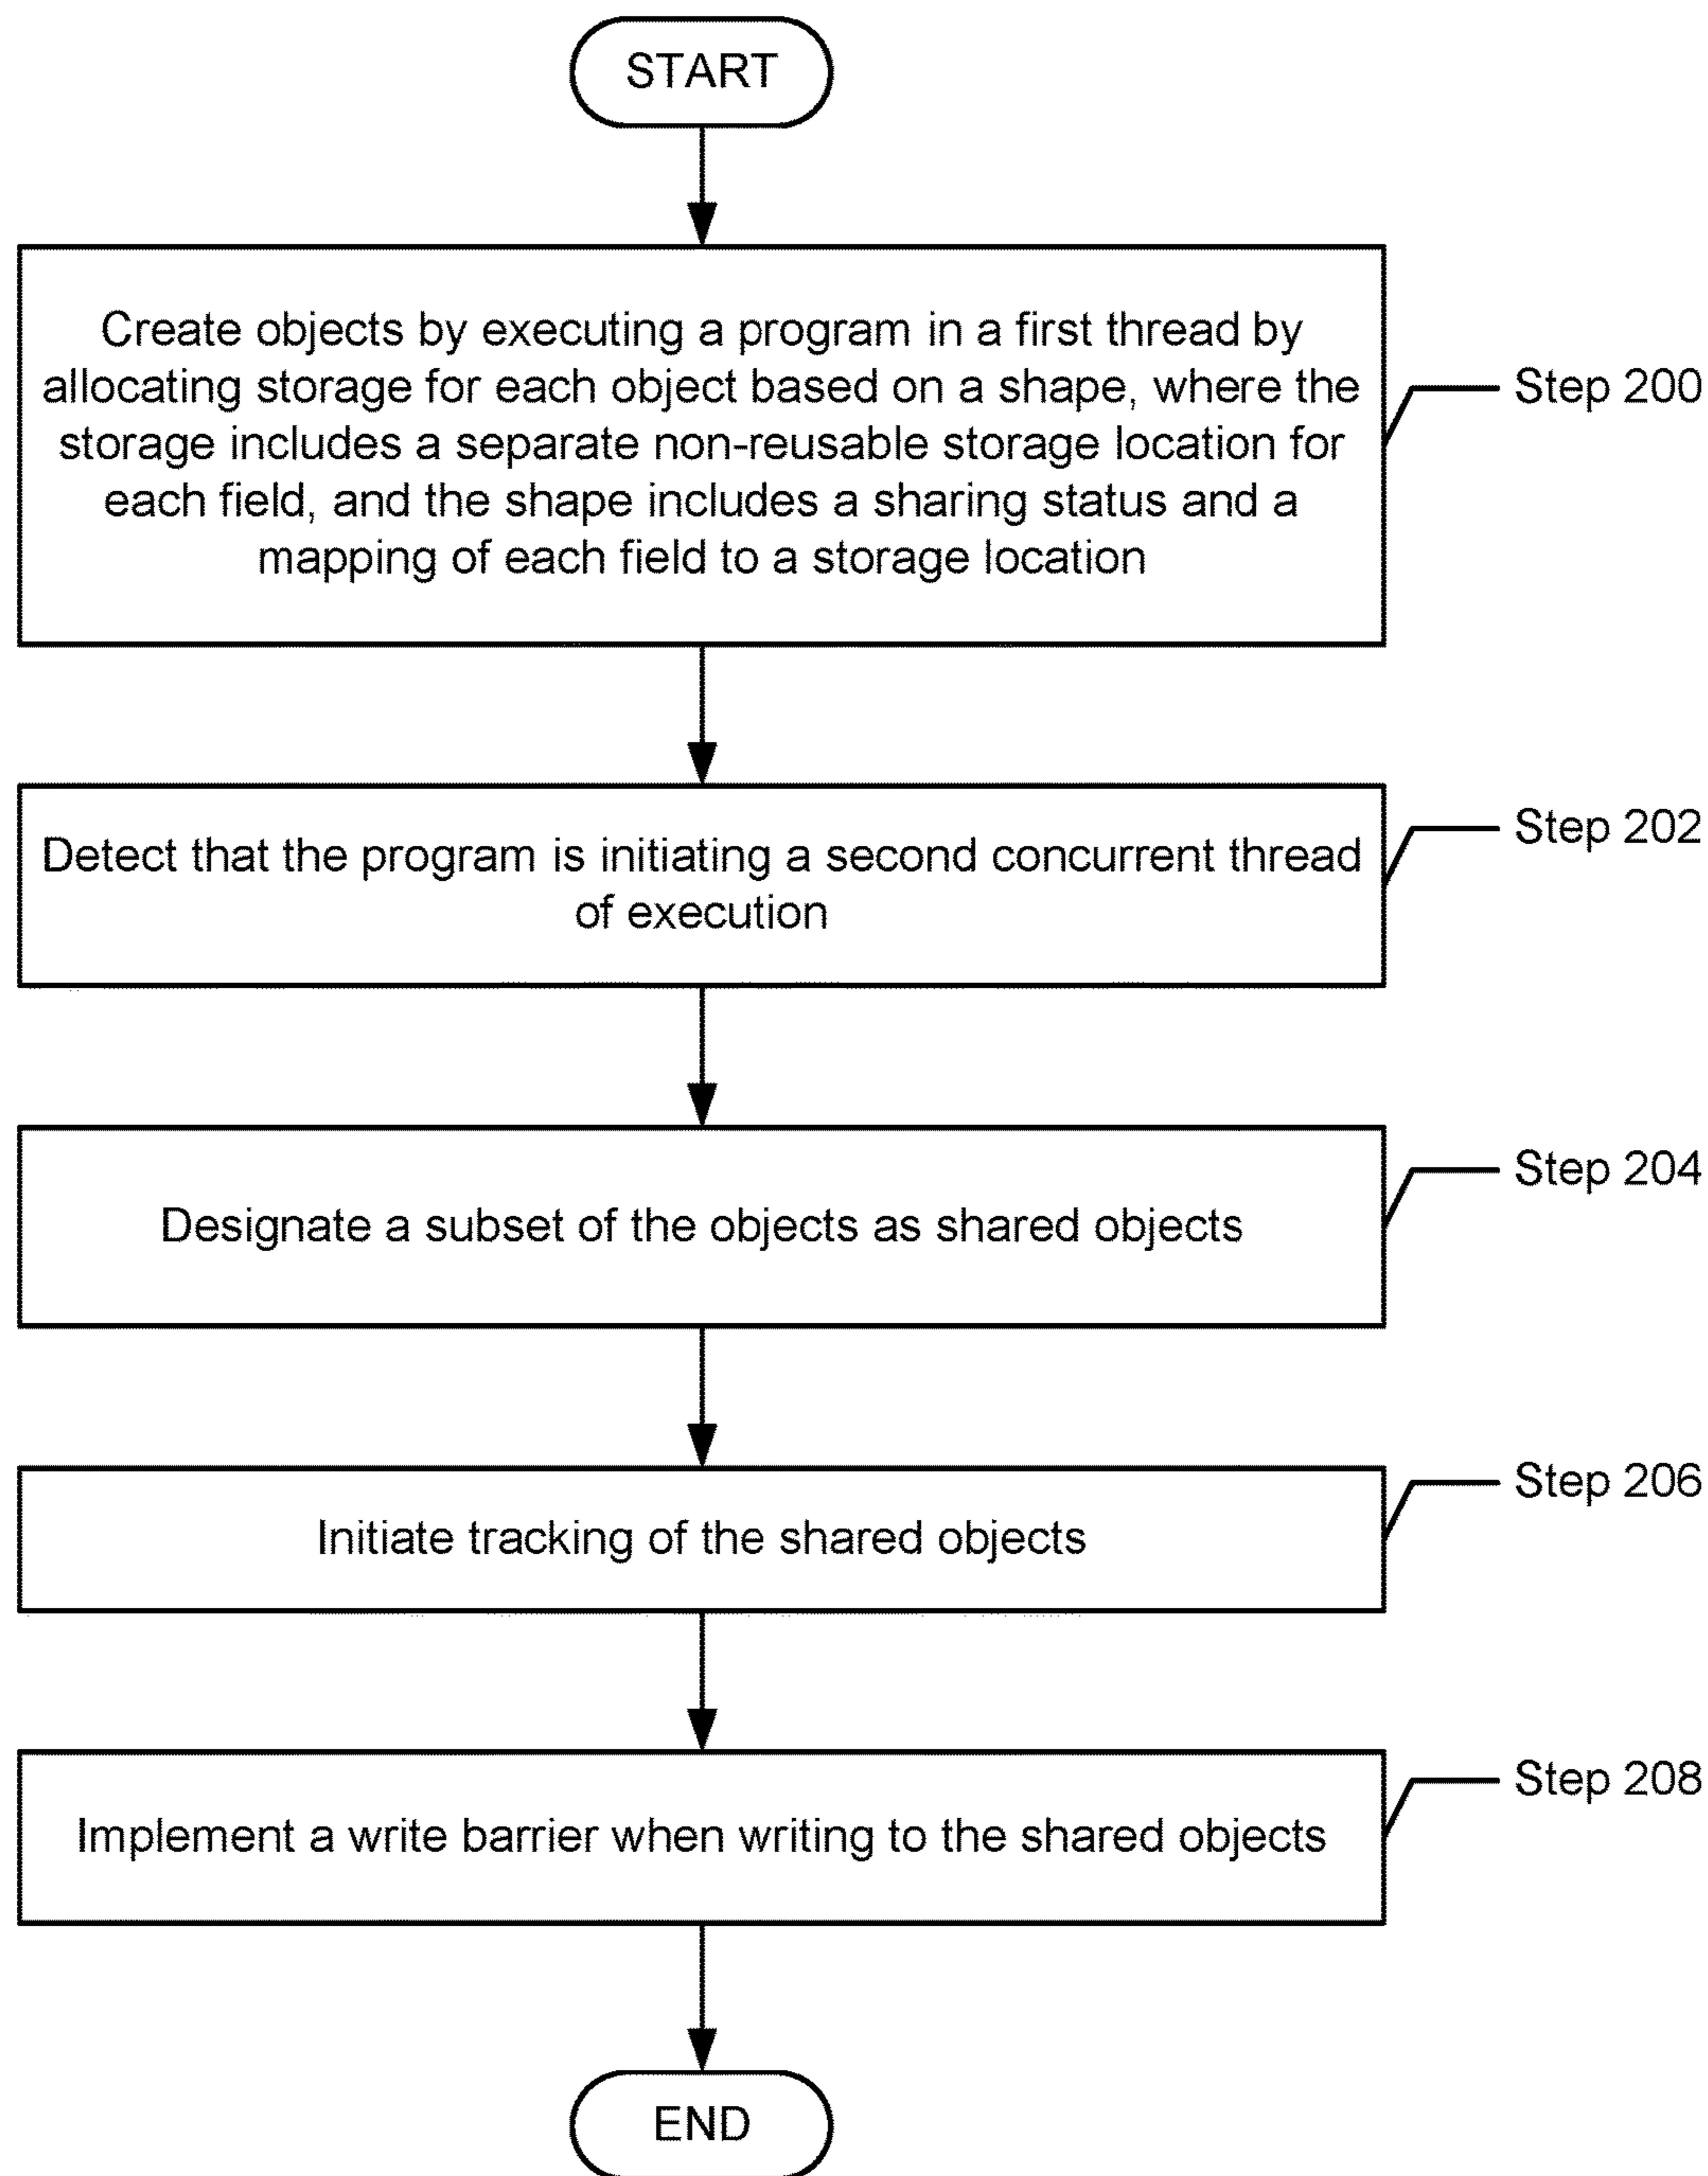 START
Create objects by executing a program in a first thread by
allocating storage for each object based on a shape, where the
storage includes a separate non-reusable storage location for
each field, and the shape includes a sharing status and a
mapping of each field to a storage location
Step 200
Detect that the program is initiating a second concurrent thread
of execution
Step 202
Designate a subset of the objects as shared objects
Step 204
Initiate tracking of the shared objects
Step 206
Implement a write barrier when writing to the shared objects
Step 208
END